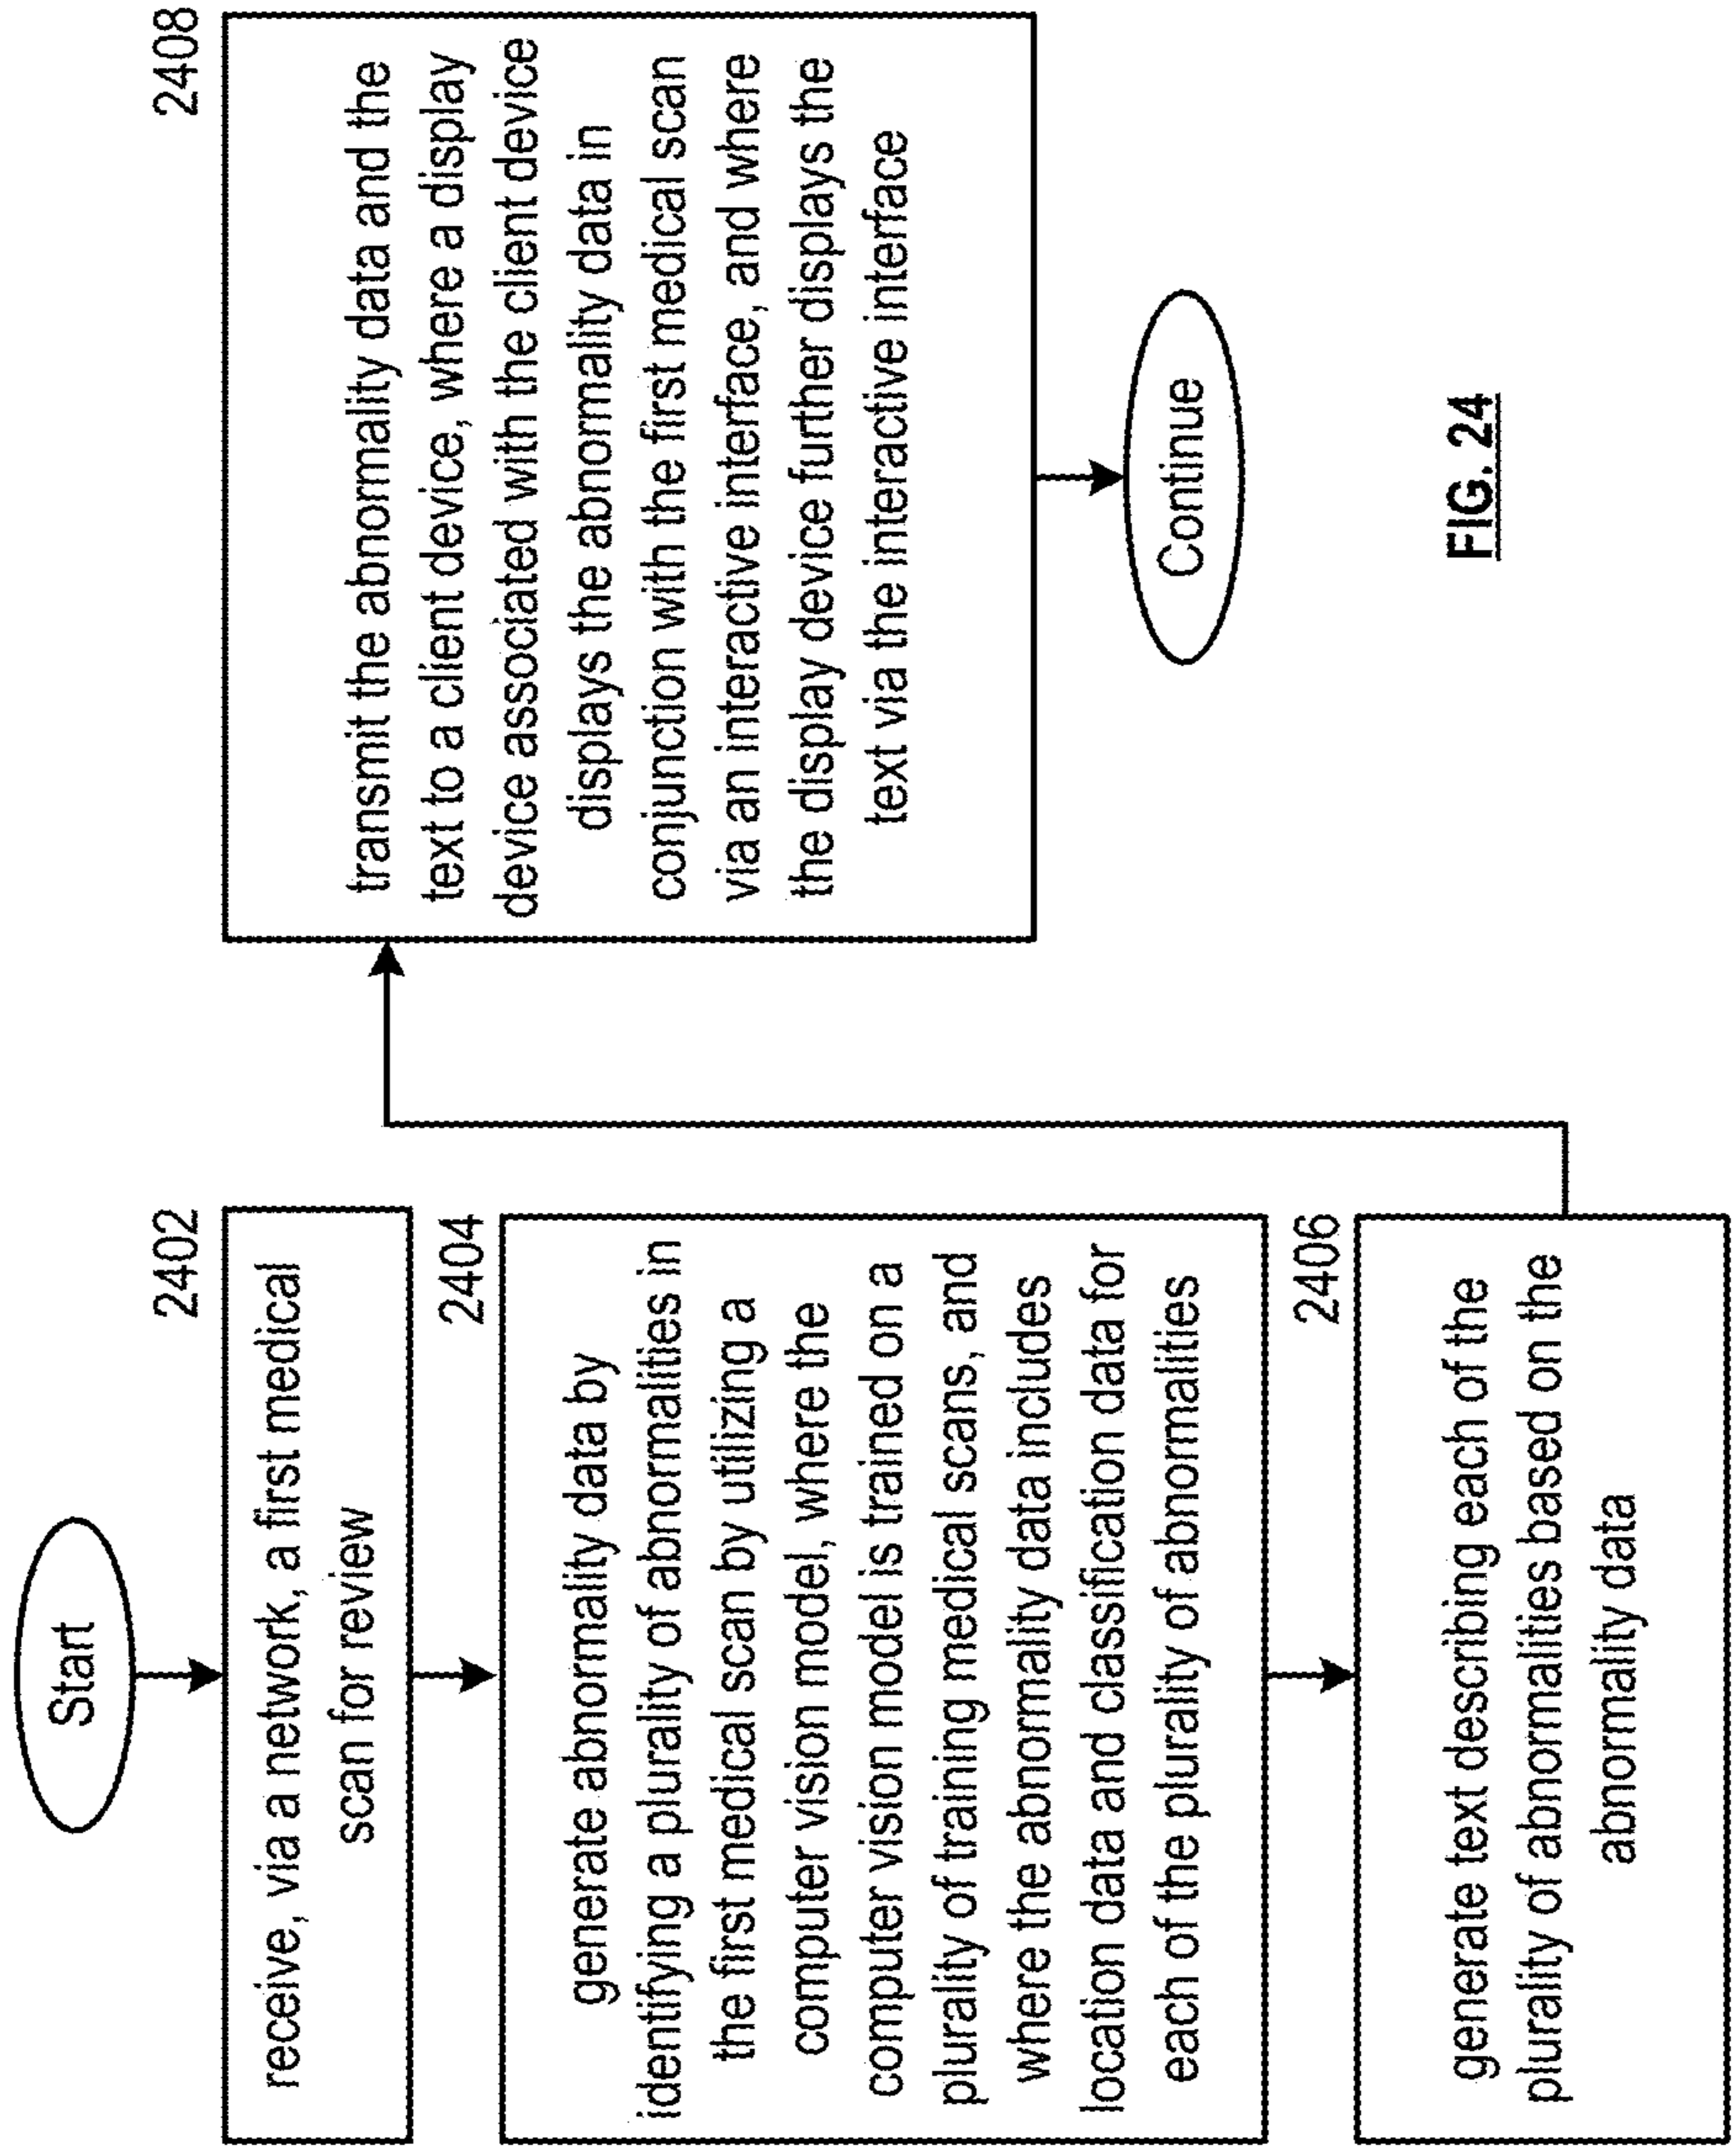 Start
2402
receive, via a network, a first medical
scan for review
2404
generate abnormality data by
identifying a plurality of abnormalities in
the first medical scan by utilizing a
computer vision model, where the
computer vision model is trained on a
plurality of training medical scans, and
where the abnormality data includes
location data and classification data for
each of the plurality of abnormalities
2406
generate text describing each of the
plurality of abnormalities based on the
abnormality data
2408
transmit the abnormality data and the
text to a client device, where a display
device associated with the client device
displays the abnormality data in
conjunction with the first medical scan
via an interactive interface, and where
the display device further displays the
text via the interactive interface
Continue
FIG. 24